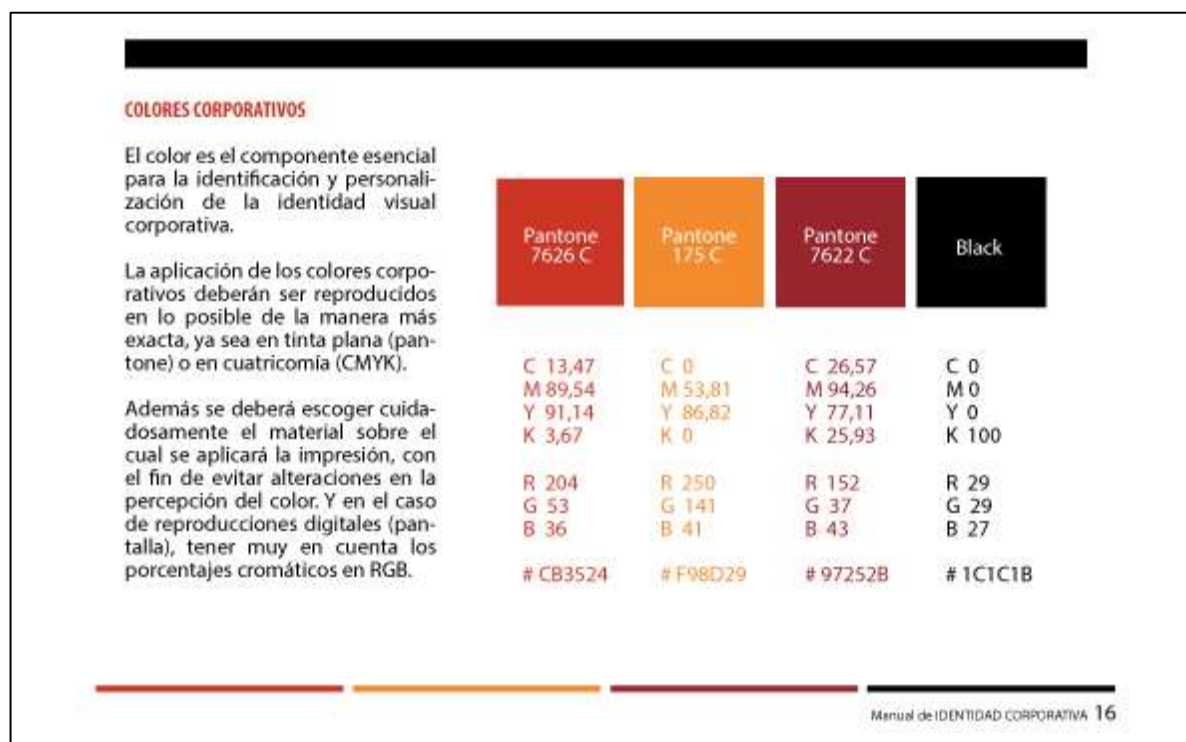 COLORES CORPORATIVOS
El color es el componente esencial
para la identificación y personali-
zación de la identidad visual
corporativa.
La aplicación de los colores corpo-
rativos deberán ser reproducidos
en lo posible de la manera más
exacta, ya sea en tinta plana (pan-
tone) o en cuatricomía (CMYK).
Además se deberá escoger cuida-
dosamente el material sobre el
cual se aplicará la impresión, con
el fin de evitar alteraciones en la
percepción del color. Y en el caso
de reproducciones digitales (pan-
talla), tener muy en cuenta los
porcentajes cromáticos en RGB.
Pantone
7626 C
C 13,47
M 89,54
Y 91,14
K 3,67
R 204
G 53
B 36
# CB3524
Pantone
175 C
C 0
M 53,81
Y 86,82
K 0
R 250
G 141
B 41
# F98D29
Pantone
7622 C
C 26,57
M 94,26
Y 77,11
K 25,93
R 152
G 37
B 43
# 97252B
Black
C 0
M 0
Y 0
K 100
R 29
G 29
B 27
# 1C1C1B
Manual de IDENTIDAD CORPORATIVA 16